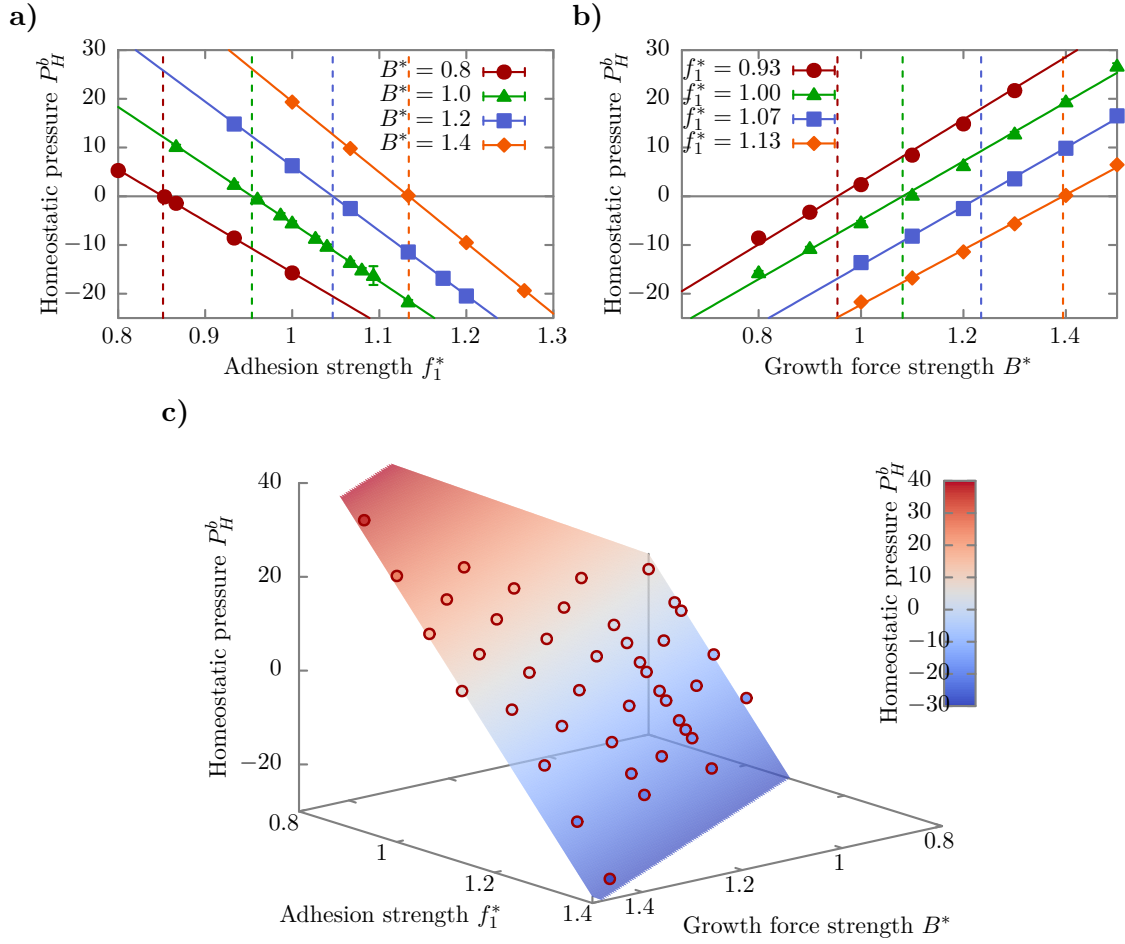 a)
Homeostatic pressure P_H^b
30
20
10
0
−10
−20
0.8
0.9
1.0
1.1
1.2
1.3
Adhesion strength f_1^*
B^* = 0.8
B^* = 1.0
B^* = 1.2
B^* = 1.4
b)
Homeostatic pressure P_H^b
30
20
10
0
−10
−20
0.8
1.0
1.2
1.4
Growth force strength B^*
f_1^* = 0.93
f_1^* = 1.00
f_1^* = 1.07
f_1^* = 1.13
c)
Homeostatic pressure P_H^b
40
20
0
−20
0.8
1
1.2
1.4
Adhesion strength f_1^*
1.4
1.2
1
0.8
Growth force strength B^*
Homeostatic pressure P_H^b
40
30
20
10
0
−10
−20
−30